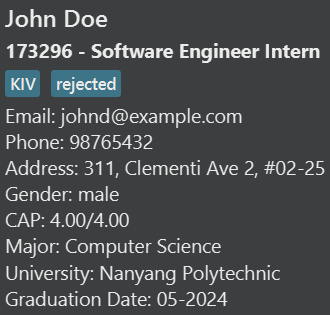 John Doe
173296 - Software Engineer Intern
KIV rejected
Email: johnd@example.com
Phone: 98765432
Address: 311, Clementi Ave 2, #02-25
Gender: male
CAP: 4.00/4.00
Major: Computer Science
University: Nanyang Polytechnic
Graduation Date: 05-2024